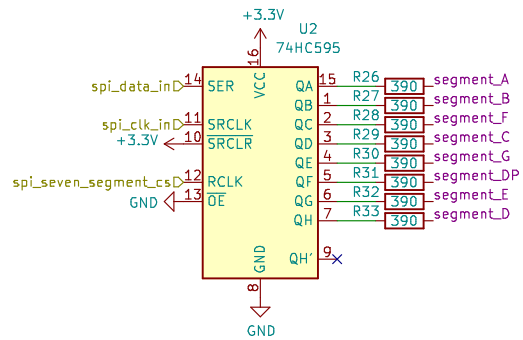 +3.3V
U2
74HC595
16
VCC
spi_data_in 14 SER QA 15 R26 390 segment_A
QB 1 R27 390 segment_B
spi_clk_in 11 SRCLK QC 2 R28 390 segment_F
+3.3V 10 SRCLR QD 3 R29 390 segment_C
QE 4 R30 390 segment_G
spi_seven_segment_cs 12 RCLK QF 5 R31 390 segment_DP
GND 13 OE QG 6 R32 390 segment_E
QH 7 R33 390 segment_D
GND QH' 9
8
GND